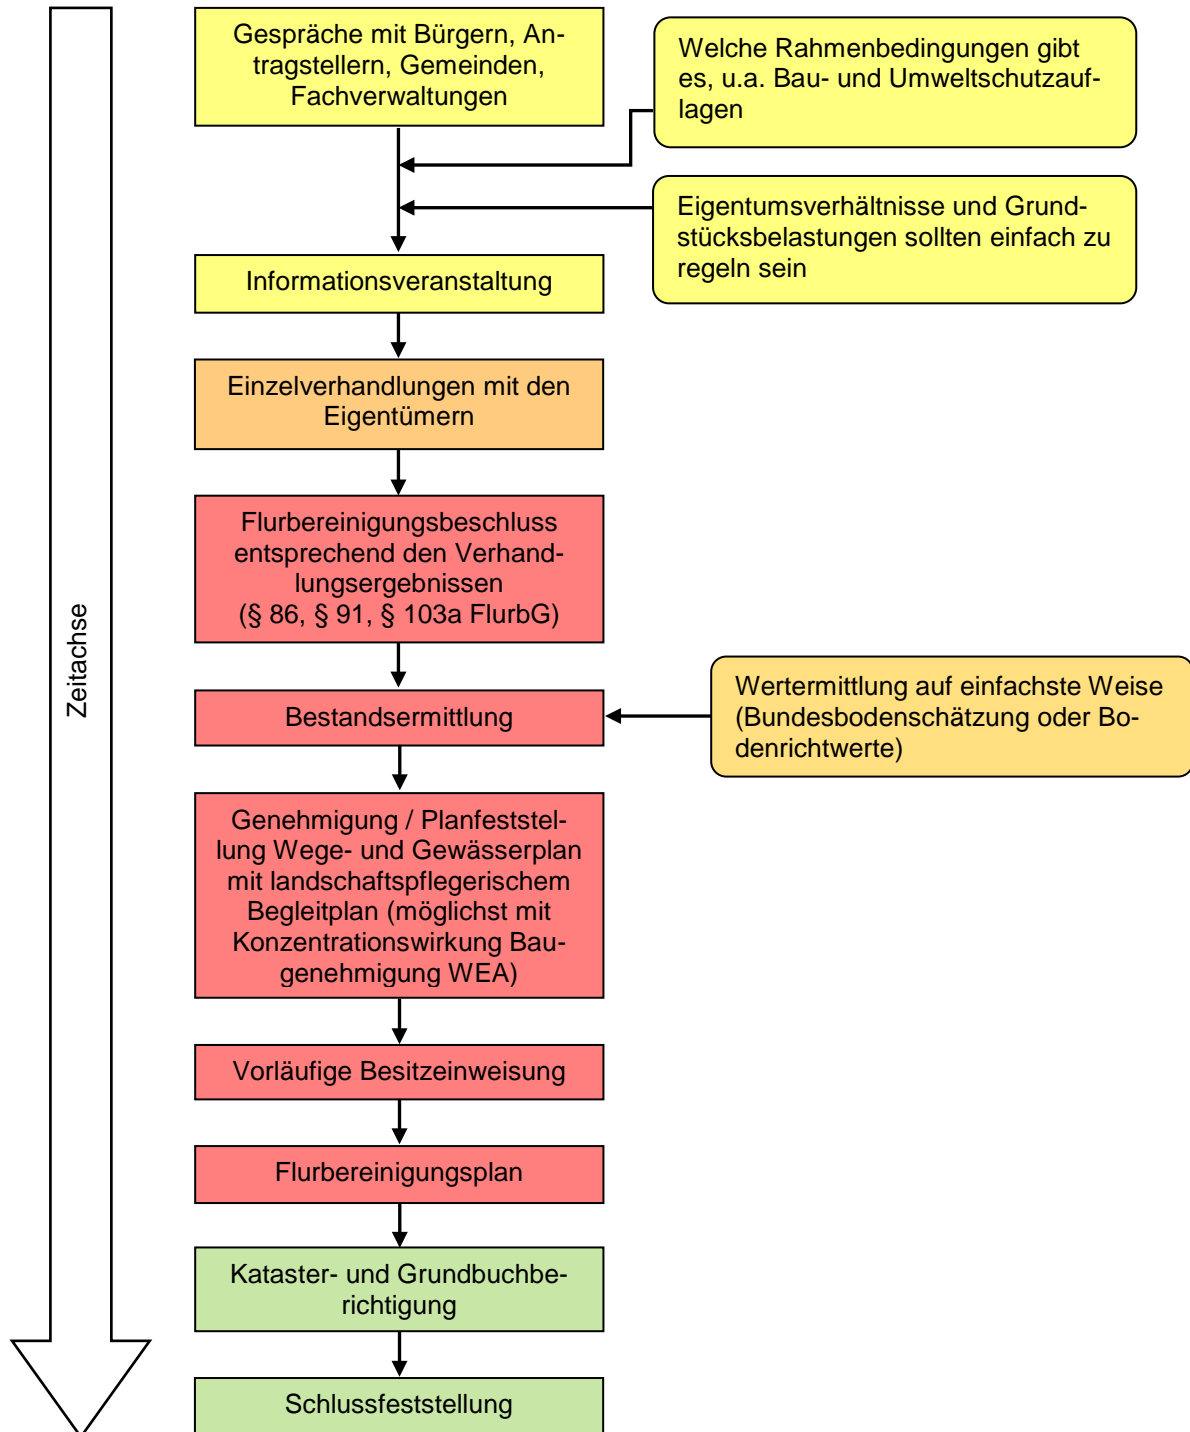 Gespräche mit Bürgern, An-
tragstellern, Gemeinden,
Fachverwaltungen
Welche Rahmenbedingungen gibt
es, u.a. Bau- und Umweltschutzauf-
lagen
Eigentumsverhältnisse und Grund-
stücksbelastungen sollten einfach zu
regeln sein
Informationsveranstaltung
Einzelverhandlungen mit den
Eigentümern
Flurbereinigungsbeschluss
entsprechend den Verhand-
lungsergebnissen
(§ 86, § 91, § 103a FlurbG)
Zeitachse
Bestandsermittlung
Wertermittlung auf einfachste Weise
(Bundesbodenschätzung oder Bo-
denrichtwerte)
Genehmigung / Planfeststel-
lung Wege- und Gewässerplan
mit landschaftspflegerischem
Begleitplan (möglichst mit
Konzentrationswirkung Bau-
genehmigung WEA)
Vorläufige Besitzeinweisung
Flurbereinigungsplan
Kataster- und Grundbuchbe-
richtigung
Schlussfeststellung